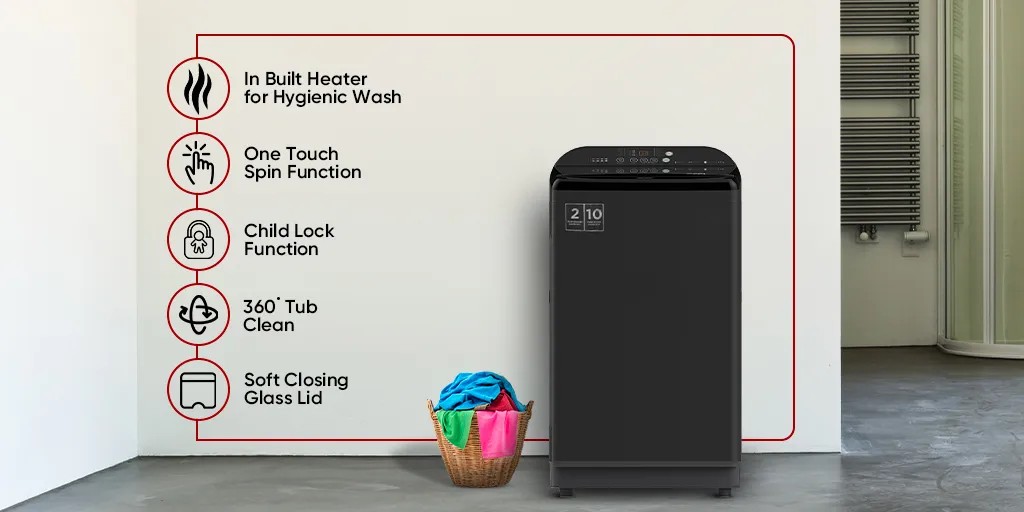 In Built Heater
for Hygienic Wash
One Touch
Spin Function
Child Lock
Function
360° Tub
Clean
Soft Closing
Glass Lid
2 10